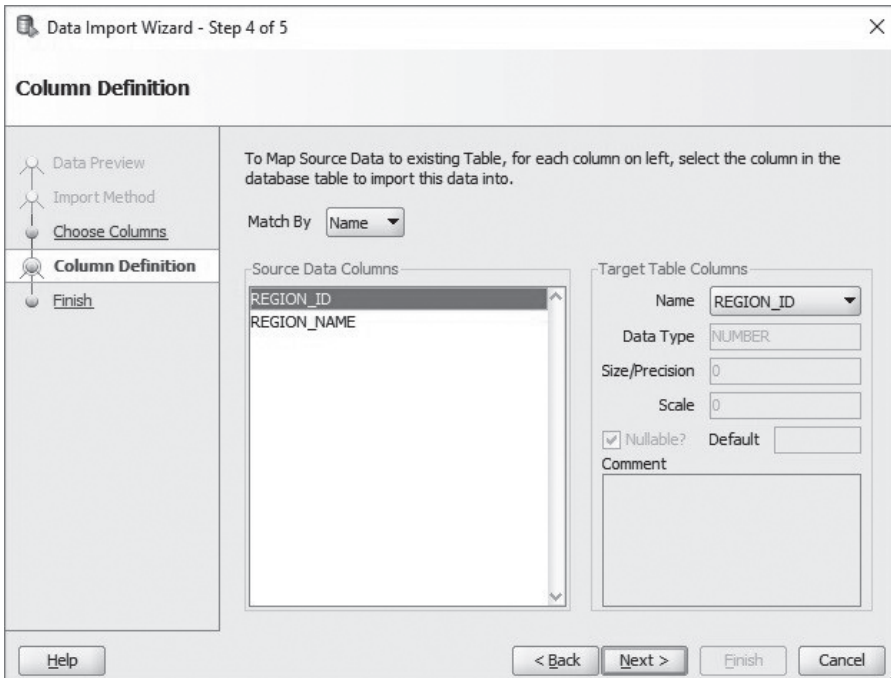 Data Import Wizard - Step 4 of 5
Column Definition
Data Preview
Import Method
Choose Columns
Column Definition
Finish
To Map Source Data to existing Table, for each column on left, select the column in the
database table to import this data into.
Match By Name
Source Data Columns
REGION_ID
REGION_NAME
Target Table Columns
Name REGION_ID
Data Type NUMBER
Size/Precision 0
Scale 0
Nullable? Default
Comment
Help < Back Next > Finish Cancel